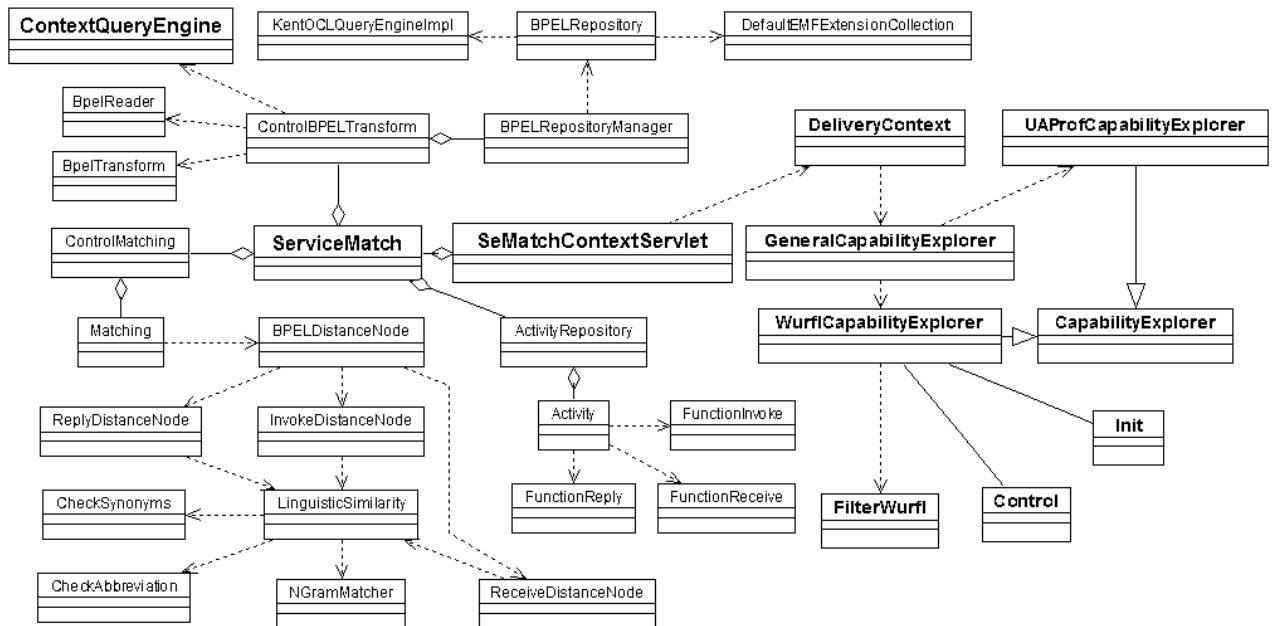 ContextQueryEngine
KentOCLQueryEngineImpl
BPELRepository
DefaultEMFExtensionCollection
BpelReader
ControlBPELTransform
BPELRepositoryManager
DeliveryContext
UAProfCapabilityExplorer
BpelTransform
ControlMatching
ServiceMatch
SeMatchContextServlet
GeneralCapabilityExplorer
Matching
BPELDistanceNode
ActivityRepository
WurflCapabilityExplorer
CapabilityExplorer
ReplyDistanceNode
InvokeDistanceNode
Activity
FunctionInvoke
Init
CheckSynonyms
LinguisticSimilarity
FunctionReply
FunctionReceive
FilterWurfl
Control
CheckAbbreviation
NGramMatcher
ReceiveDistanceNode